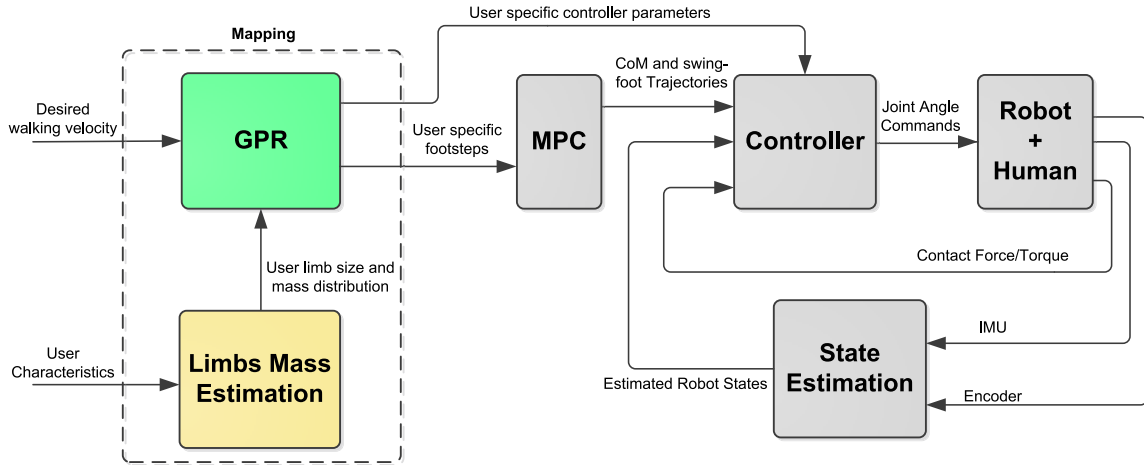 User specific controller parameters
Mapping
Desired
walking velocity
GPR
User specific
footsteps
MPC
CoM and swing-
foot Trajectories
Controller
Joint Angle
Commands
Robot
+
Human
Contact Force/Torque
User limb size and
mass distribution
User
Characteristics
Limbs Mass
Estimation
Estimated Robot States
State
Estimation
IMU
Encoder